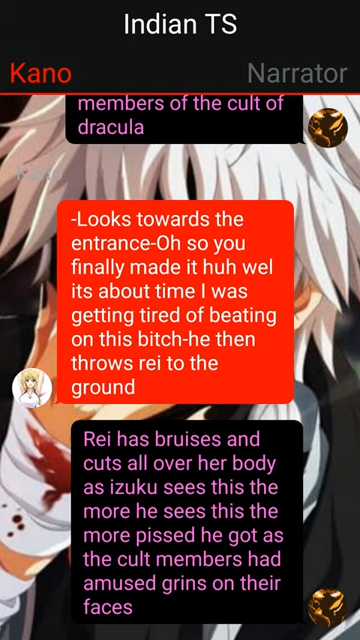 Indian TS
Kano
Narrator
members of the cult of
dracula
Kano
-Looks towards the
entrance-Oh so you
finally made it huh wel
its about time I was
getting tired of beating
on this bitch-he then
throws rei to the
ground
Rei has bruises and
cuts all over her body
as izuku sees this the
more he sees this the
more pissed he got as
the cult members had
amused grins on their
faces